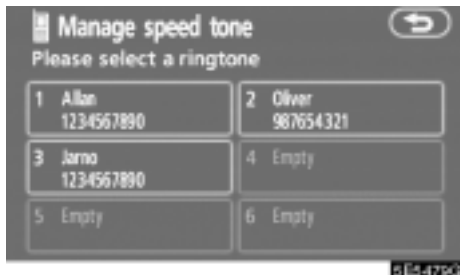 Manage speed tone
Please select a ringtone
1 Allan
1234567890
2 Oliver
987654321
3 Jarno
1234567890
4 Empty
5 Empty
6 Empty